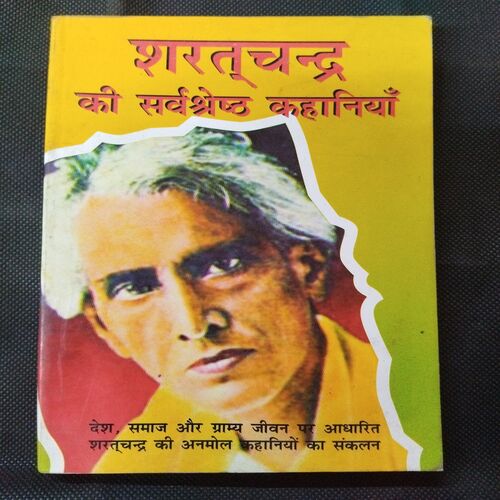 शरत्चन्द्र
की सर्वश्रेष्ठ कहानियाँ
देश, समाज और ग्राम्य जीवन पर आधारित
शरत्चन्द्र की अनमोल कहानियों का संकलन